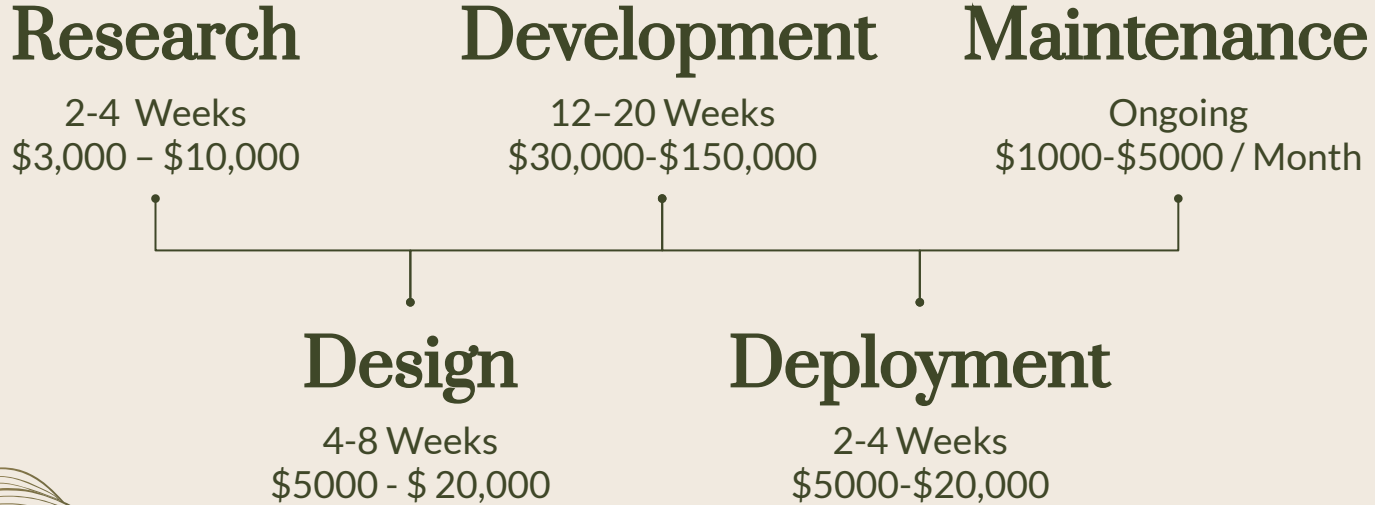 Research
2-4 Weeks
$3,000 – $10,000
Development
12–20 Weeks
$30,000-$150,000
Maintenance
Ongoing
$1000-$5000 / Month
Design
4-8 Weeks
$5000 - $ 20,000
Deployment
2-4 Weeks
$5000-$20,000